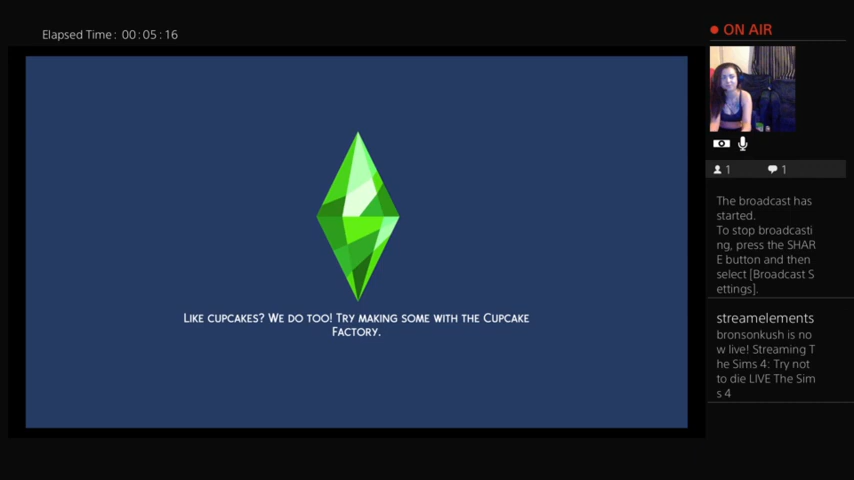 Elapsed Time: 00:05:16
ON AIR
LIKE CUPCAKES? WE DO TOO! TRY MAKING SOME WITH THE CUPCAKE
FACTORY.
1 1
The broadcast has
started.
To stop broadcasti
ng, press the SHAR
E button and then
select [Broadcast S
ettings].
streamelements
bronsonkush is no
w live! Streaming T
he Sims 4: Try not
to die LIVE The Sim
s 4